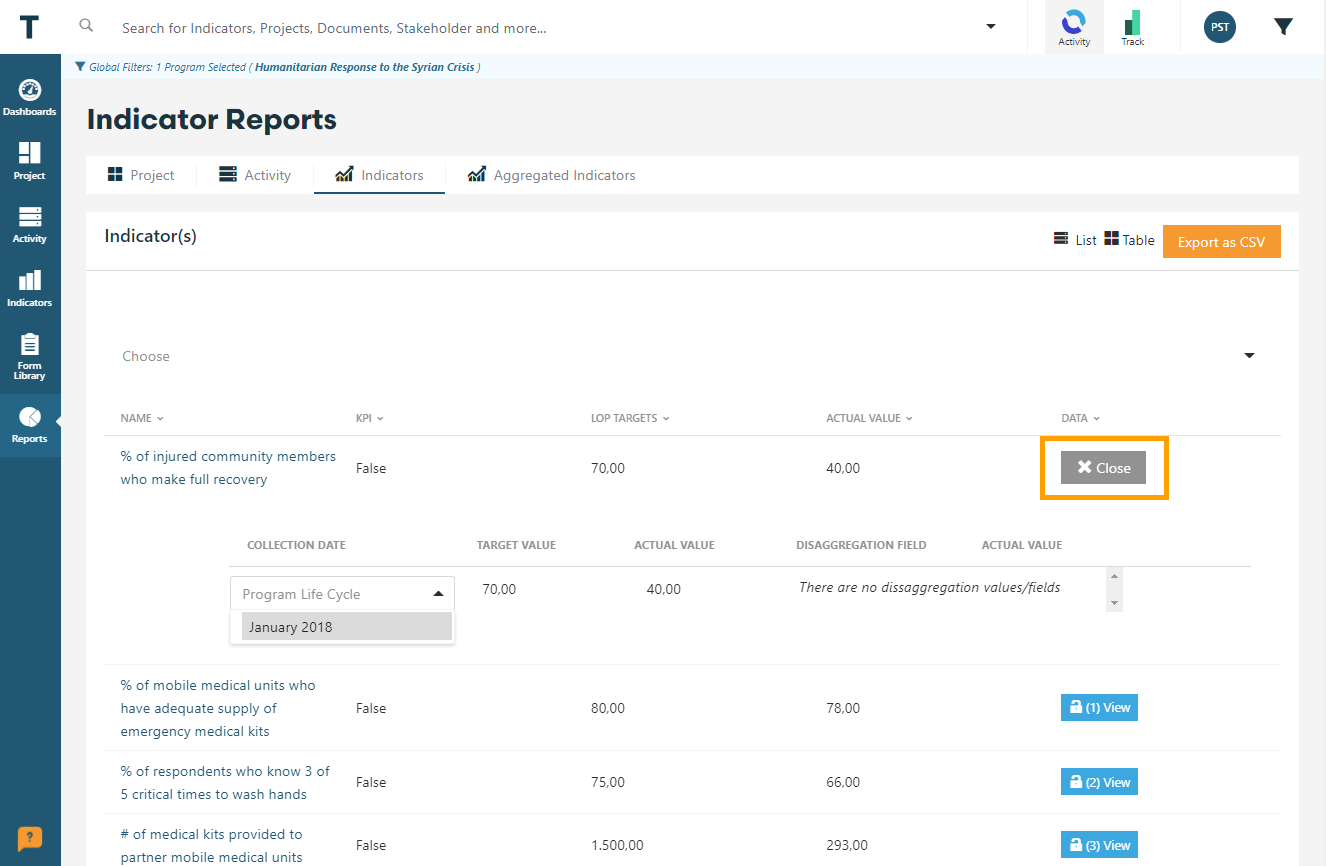 T
Search for Indicators, Projects, Documents, Stakeholder and more...
Activity
Track
PST
Global Filters: 1 Program Selected ( Humanitarian Response to the Syrian Crisis )
Dashboards
Project
Activity
Indicators
Form
Library
Reports
?
Indicator Reports
Project
Activity
Indicators
Aggregated Indicators
Indicator(s)
List
Table
Export as CSV
Choose
NAME KPI LOP TARGETS ACTUAL VALUE DATA
% of injured community members
who make full recovery
False 70,00 40,00 Close
COLLECTION DATE TARGET VALUE ACTUAL VALUE DISAGGREGATION FIELD ACTUAL VALUE
Program Life Cycle 70,00 40,00 There are no dissaggregation values/fields
January 2018
% of mobile medical units who
have adequate supply of
emergency medical kits
False 80,00 78,00 (1) View
% of respondents who know 3 of
5 critical times to wash hands
False 75,00 66,00 (2) View
# of medical kits provided to
partner mobile medical units
False 1.500,00 293,00 (3) View